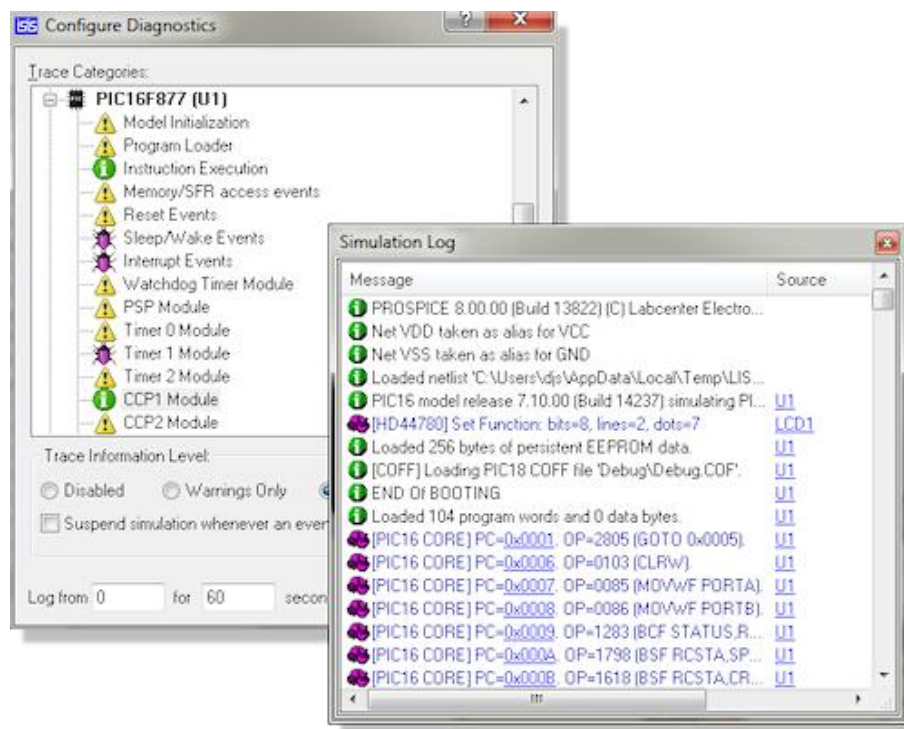 ISS Configure Diagnostics
Trace Categories:
PIC16F877 (U1)
Model Initialization
Program Loader
Instruction Execution
Memory/SFR access events
Reset Events
Sleep/Wake Events
Interrupt Events
Watchdog Timer Module
PSP Module
Timer 0 Module
Timer 1 Module
Timer 2 Module
CCP1 Module
CCP2 Module
Trace Information Level:
Disabled Warnings Only
Suspend simulation whenever an even
Log from 0 for 60 secon
Simulation Log
Message Source
PROSPICE 8.00.00 (Build 13822) (C) Labcenter Electro...
Net VDD taken as alias for VCC
Net VSS taken as alias for GND
Loaded netlist 'C:\Users\djs\AppData\Local\Temp\LIS...
PIC16 model release 7.10.00 (Build 14237) simulating PI... U1
[HD44780] Set Function: bits=8, lines=2, dots=7 LCD1
Loaded 256 bytes of persistent EEPROM data. U1
[COFF] Loading PIC18 COFF file 'Debug\Debug.COF'. U1
END Of BOOTING U1
Loaded 104 program words and 0 data bytes. U1
[PIC16 CORE] PC=0x0001. OP=2805 (GOTO 0x0005). U1
[PIC16 CORE] PC=0x0006. OP=0103 (CLRW). U1
[PIC16 CORE] PC=0x0007. OP=0085 (MOVWF PORTA). U1
[PIC16 CORE] PC=0x0008. OP=0086 (MOVWF PORTB). U1
[PIC16 CORE] PC=0x0009. OP=1283 (BCF STATUS,R... U1
[PIC16 CORE] PC=0x000A. OP=1798 (BSF RCSTA,SP... U1
[PIC16 CORE] PC=0x000B. OP=1618 (BSF RCSTA,CR... U1